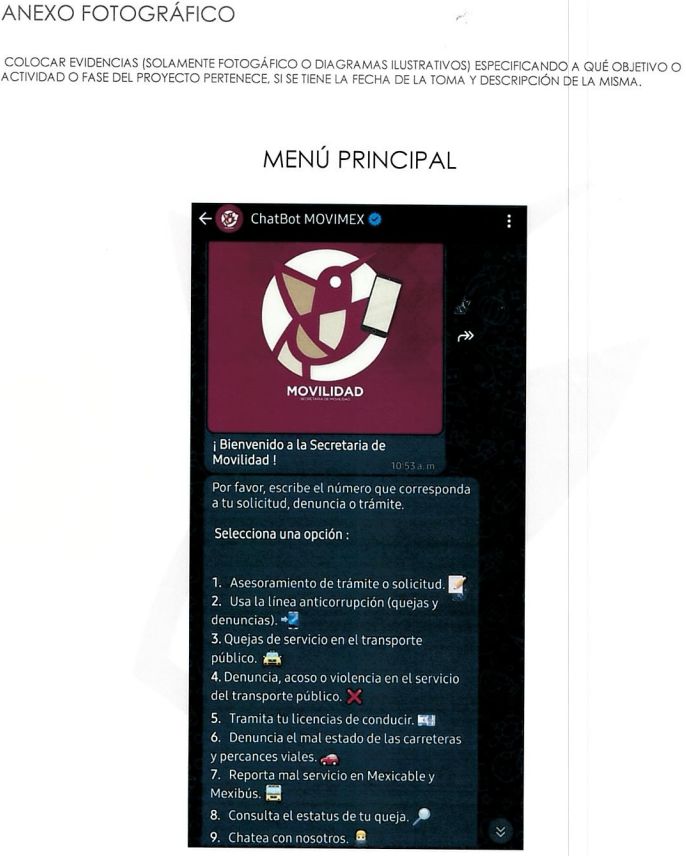 ANEXO FOTOGRÁFICO
COLOCAR EVIDENCIAS (SOLAMENTE FOTOGÁFICO O DIAGRAMAS ILUSTRATIVOS) ESPECIFICANDO A QUÉ OBJETIVO O
ACTIVIDAD O FASE DEL PROYECTO PERTENECE, SI SE TIENE LA FECHA DE LA TOMA Y DESCRIPCIÓN DE LA MISMA.
MENÚ PRINCIPAL
ChatBot MOVIMEX
MOVILIDAD
SECRETARÍA DE MOVILIDAD
¡ Bienvenido a la Secretaria de
Movilidad !
10:53 a. m.
Por favor, escribe el número que corresponda
a tu solicitud, denuncia o trámite.
Selecciona una opción :
1. Asesoramiento de trámite o solicitud. 📝
2. Usa la línea anticorrupción (quejas y
denuncias). 📲
3. Quejas de servicio en el transporte
público. 🚖
4. Denuncia, acoso o violencia en el servicio
del transporte público. ❌
5. Tramita tu licencias de conducir. 🪪
6. Denuncia el mal estado de las carreteras
y percances viales. 🚗
7. Reporta mal servicio en Mexicable y
Mexibús. 🚍
8. Consulta el estatus de tu queja. 🔎
9. Chatea con nosotros. 👩